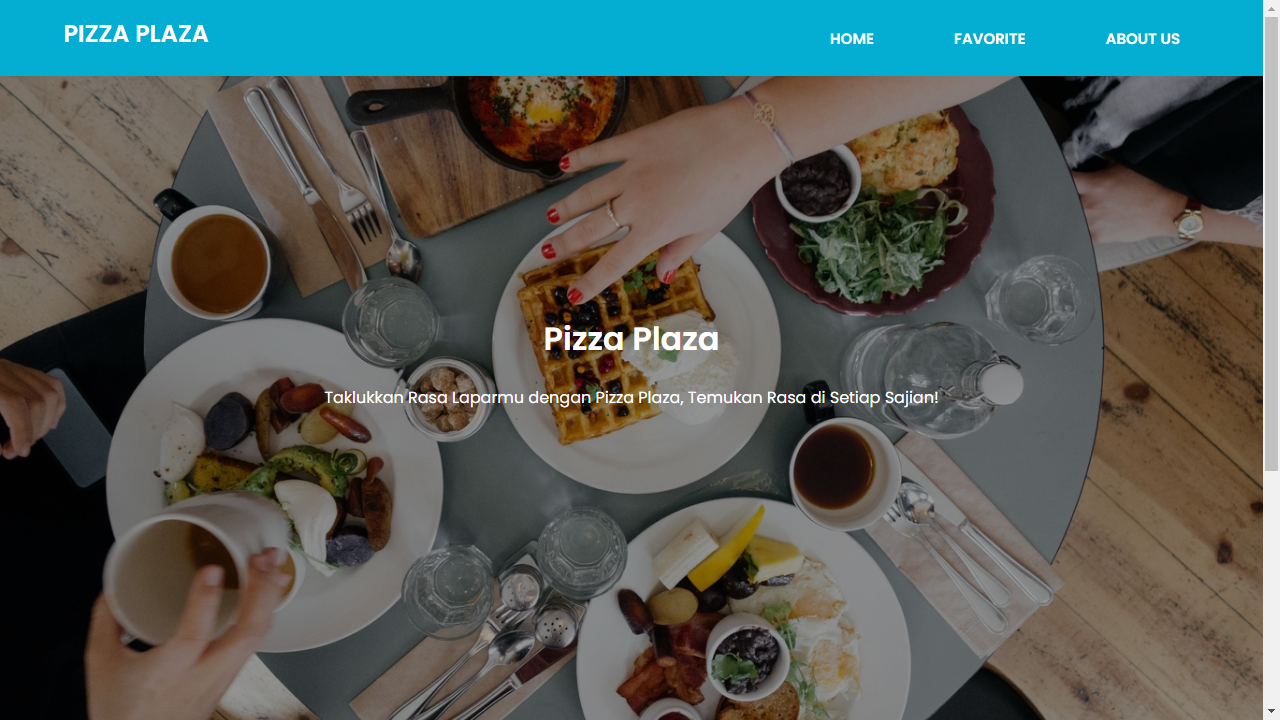 PIZZA PLAZA
HOME FAVORITE ABOUT US
Pizza Plaza
Taklukkan Rasa Laparmu dengan Pizza Plaza, Temukan Rasa di Setiap Sajian!